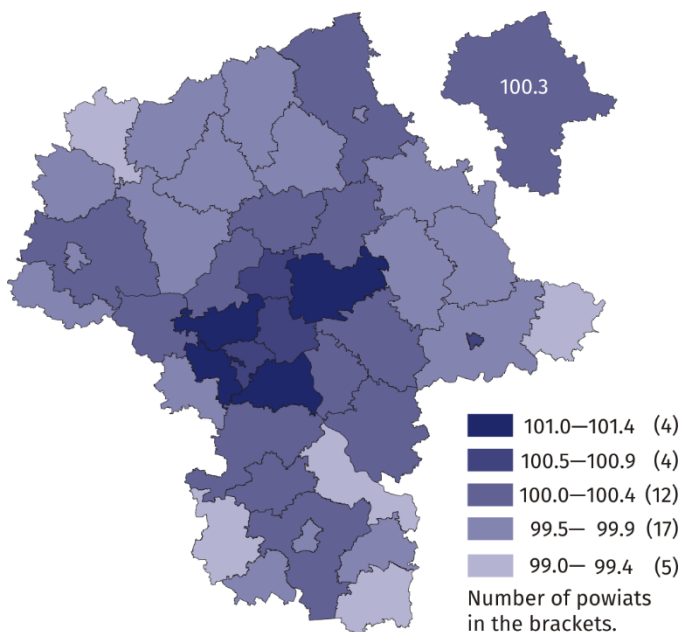 100.3
101.0—101.4 (4)
100.5—100.9 (4)
100.0—100.4 (12)
99.5— 99.9 (17)
99.0— 99.4 (5)
Number of powiats
in the brackets.